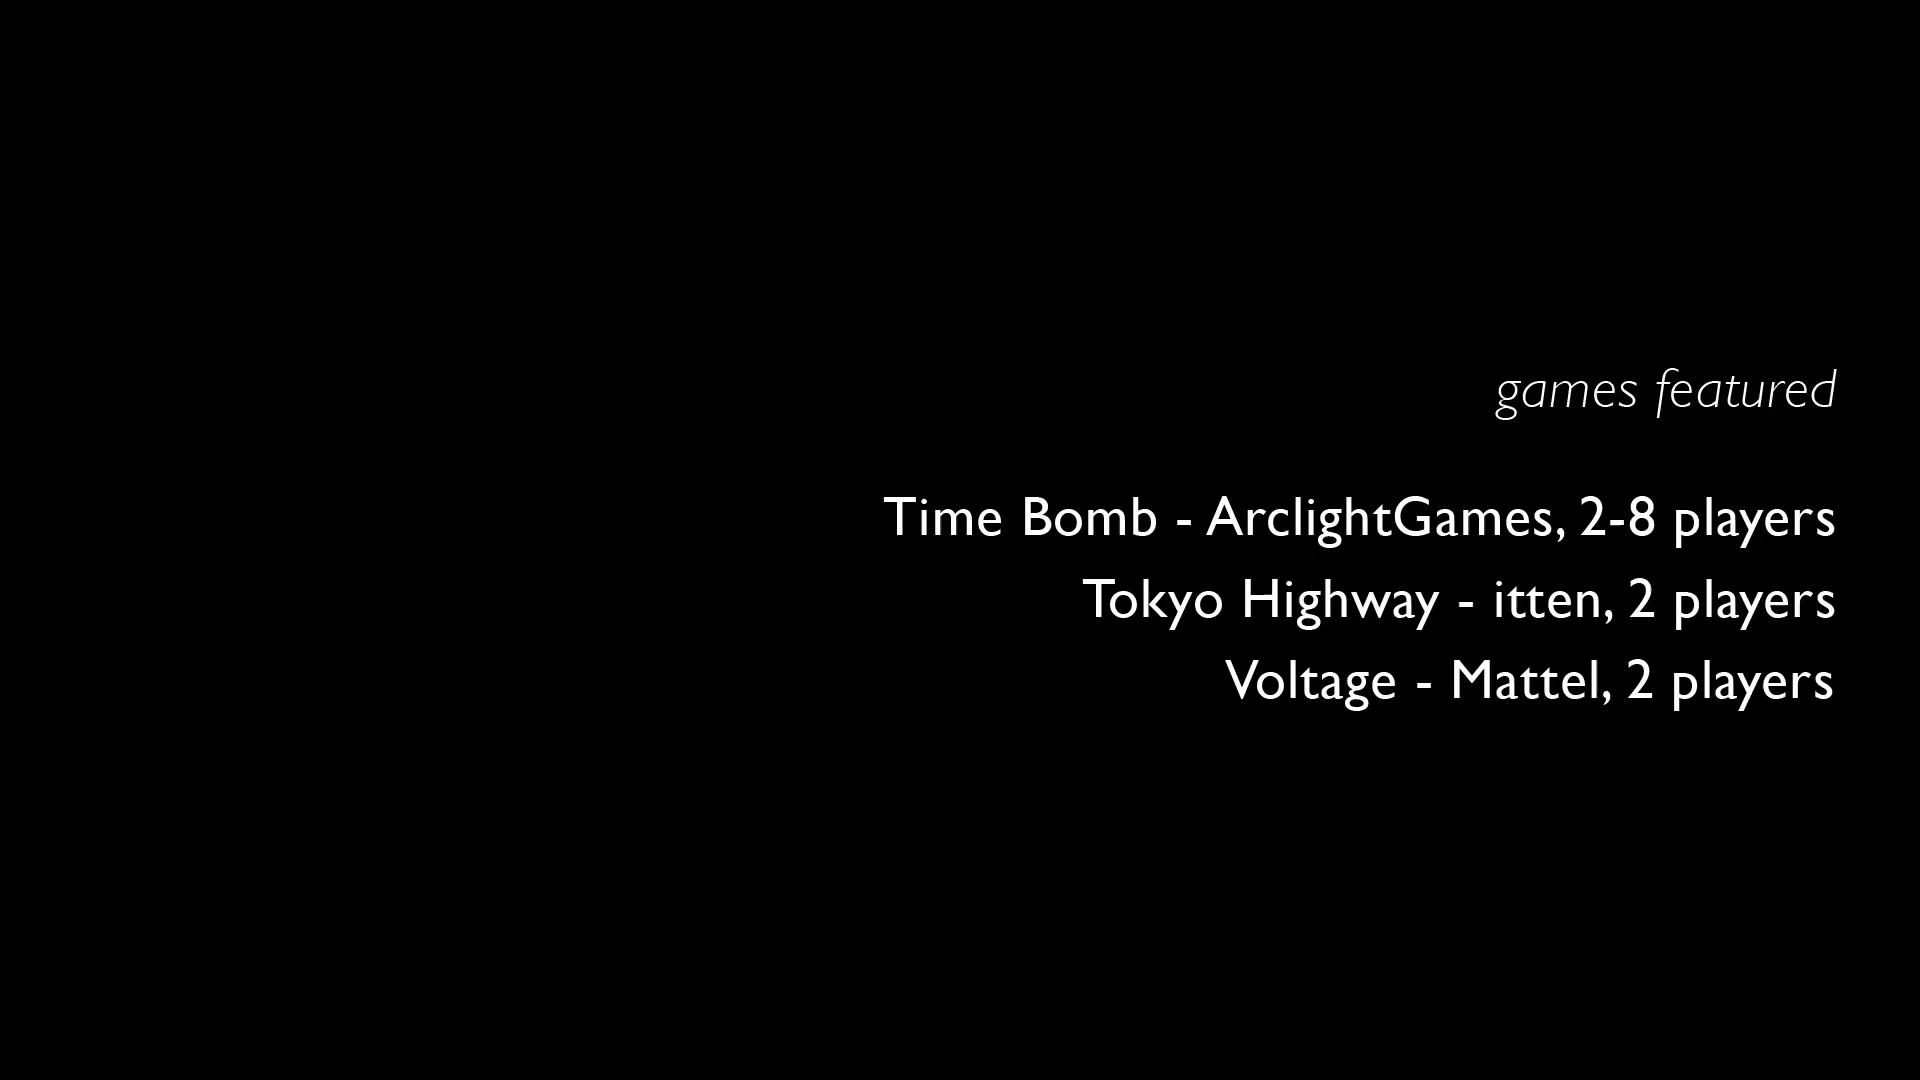 games featured
Time Bomb - ArclightGames, 2-8 players
Tokyo Highway - itten, 2 players
Voltage - Mattel, 2 players